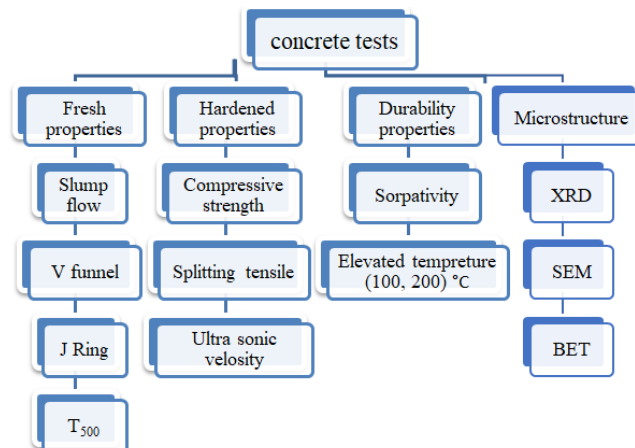 concrete tests
Fresh
properties
Hardened
properties
Durability
properties
Microstructure
Slump
flow
Compressive
strength
Sorpativity
XRD
V funnel
Splitting tensile
Elevated tempreture
(100, 200) °C
SEM
J Ring
Ultra sonic
velosity
BET
T₅₀₀